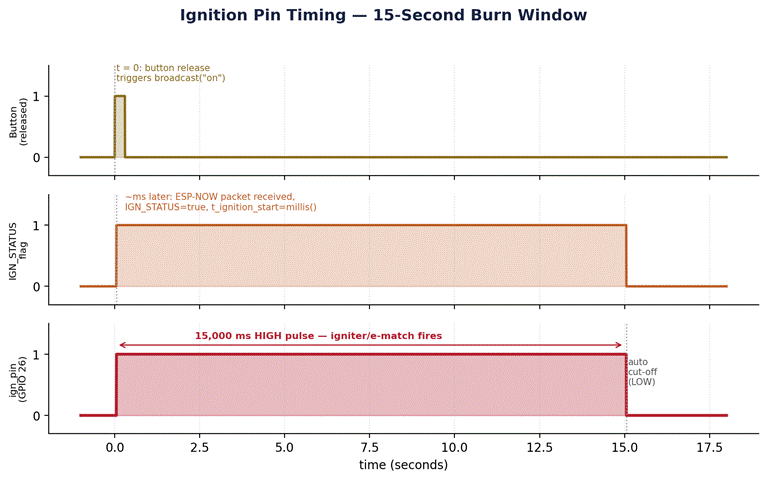 Ignition Pin Timing — 15-Second Burn Window
t = 0: button release
triggers broadcast("on")
Button
(released)
1
0
~ms later: ESP-NOW packet received,
IGN_STATUS=true, t_ignition_start=millis()
IGN_STATUS
flag
1
0
15,000 ms HIGH pulse — igniter/e-match fires
ign_pin
(GPIO 26)
1
0
auto
cut-off
(LOW)
0.0 2.5 5.0 7.5 10.0 12.5 15.0 17.5
time (seconds)